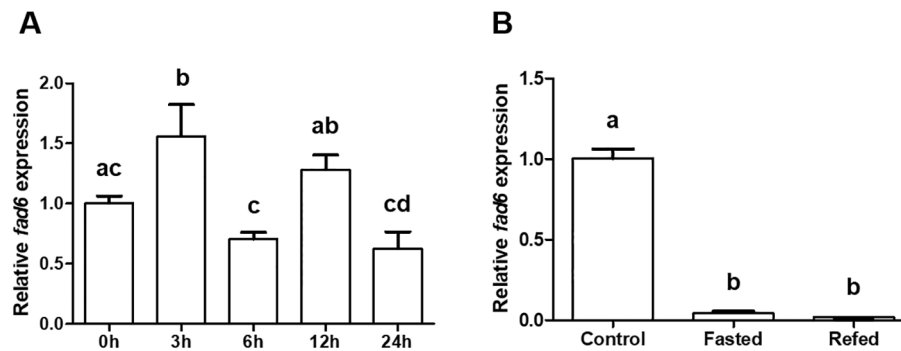 A
Relative fad6 expression
2.0
1.5
1.0
0.5
0.0
ac
b
c
ab
cd
0h 3h 6h 12h 24h
B
Relative fad6 expression
1.5
1.0
0.5
0.0
a
b
b
Control Fasted Refed